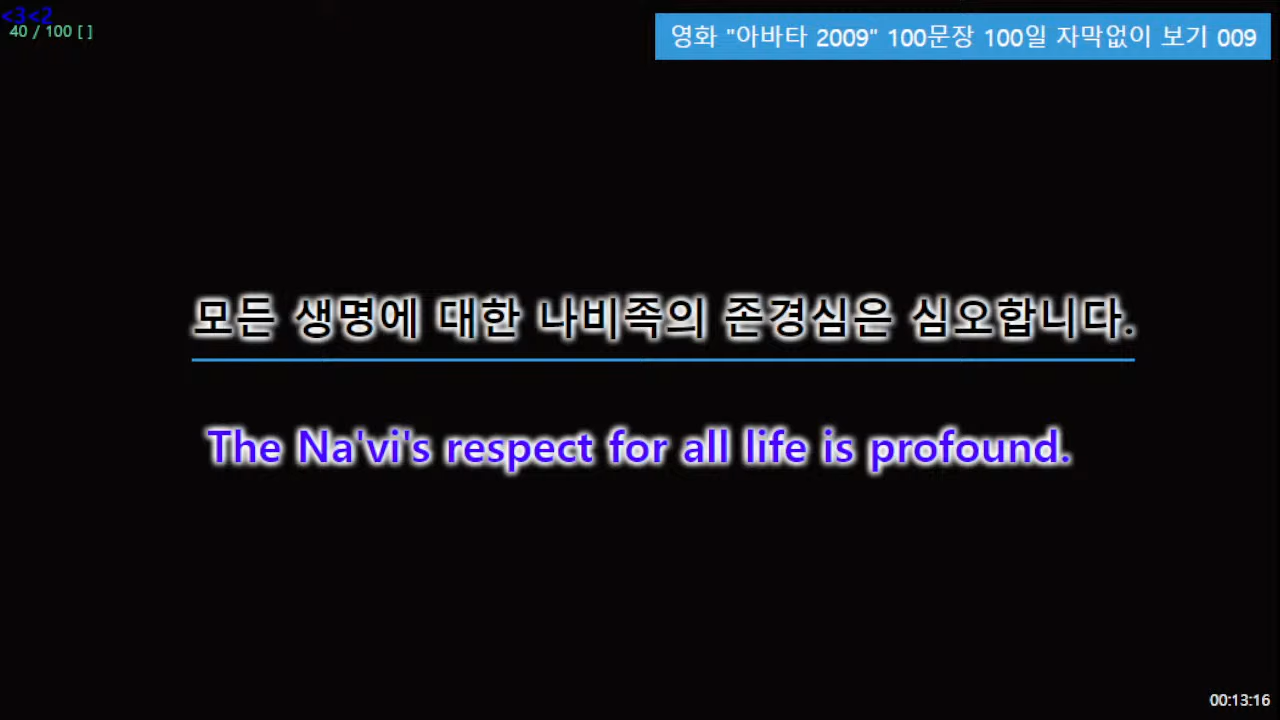 <3<2
40 / 100 [ ]
영화 "아바타 2009" 100문장 100일 자막없이 보기 009
모든 생명에 대한 나비족의 존경심은 심오합니다.
The Na'vi's respect for all life is profound.
00:13:16